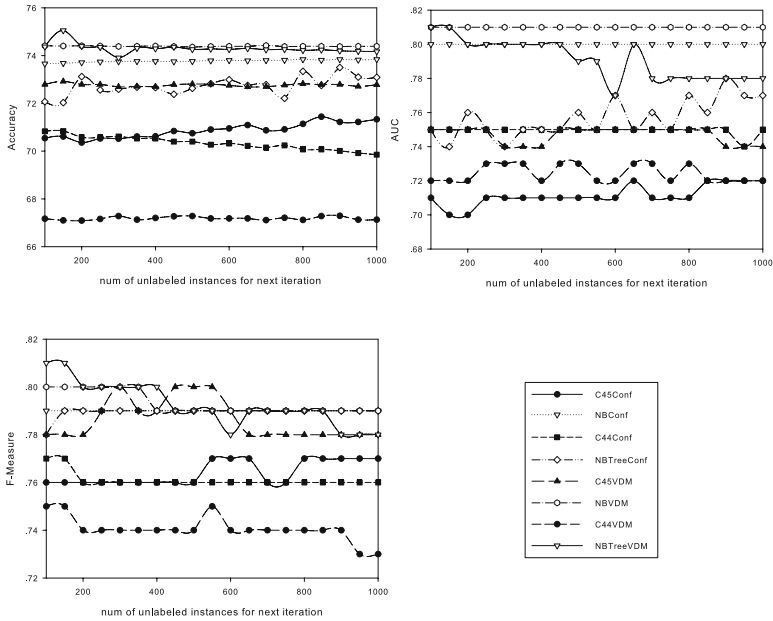 76
74
72
70
68
66
Accuracy
200 400 600 800 1000
num of unlabeled instances for next iteration
.82
.80
.78
.76
.74
.72
.70
.68
AUC
200 400 600 800 1000
num of unlabeled instances for next iteration
.82
.80
.78
.76
.74
.72
F-Measure
200 400 600 800 1000
num of unlabeled instances for next iteration
C45Conf
NBConf
C44Conf
NBTreeConf
C45VDM
NBVDM
C44VDM
NBTreeVDM